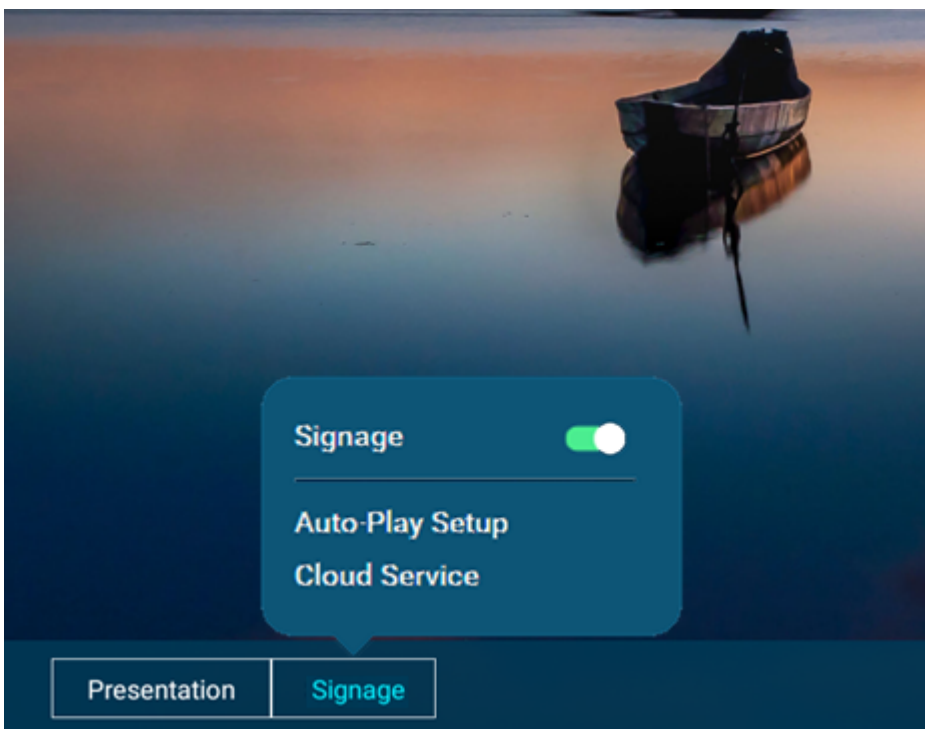 Signage
Auto-Play Setup
Cloud Service
Presentation
Signage